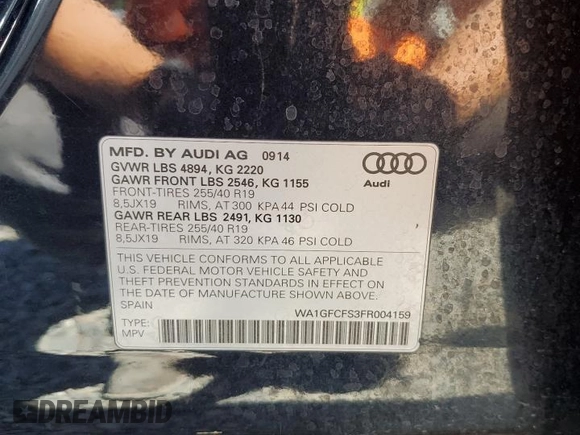 MFD. BY AUDI AG 0914
GVWR LBS 4894, KG 2220
GAWR FRONT LBS 2546, KG 1155
FRONT-TIRES 255/40 R19
8,5JX19 RIMS, AT 300 KPA 44 PSI COLD
GAWR REAR LBS 2491, KG 1130
REAR-TIRES 255/40 R19
8,5JX19 RIMS, AT 320 KPA 46 PSI COLD
Audi
THIS VEHICLE CONFORMS TO ALL APPLICABLE
U.S. FEDERAL MOTOR VEHICLE SAFETY AND
THEFT PREVENTION STANDARDS IN EFFECT ON
THE DATE OF MANUFACTURE SHOWN ABOVE.
SPAIN
WA1GFCFS3FR004159
TYPE:
MPV
DREAMBID